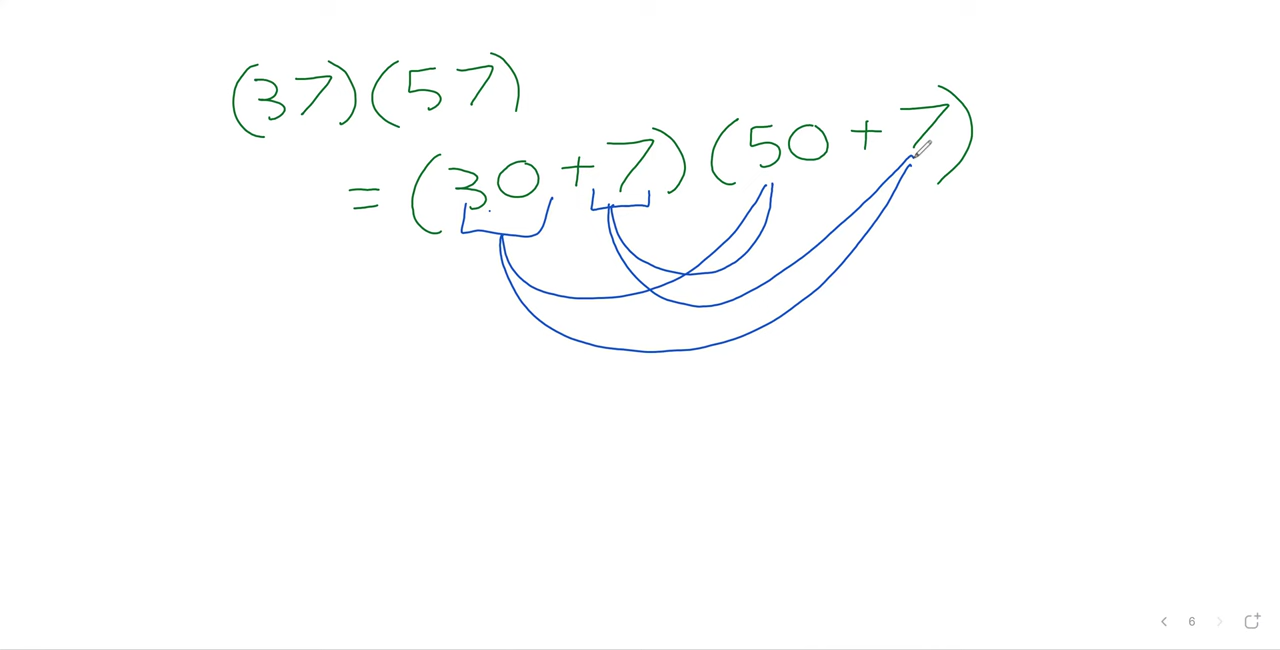 (37)(57)
= (30 + 7) (50 + 7)
< 6 >